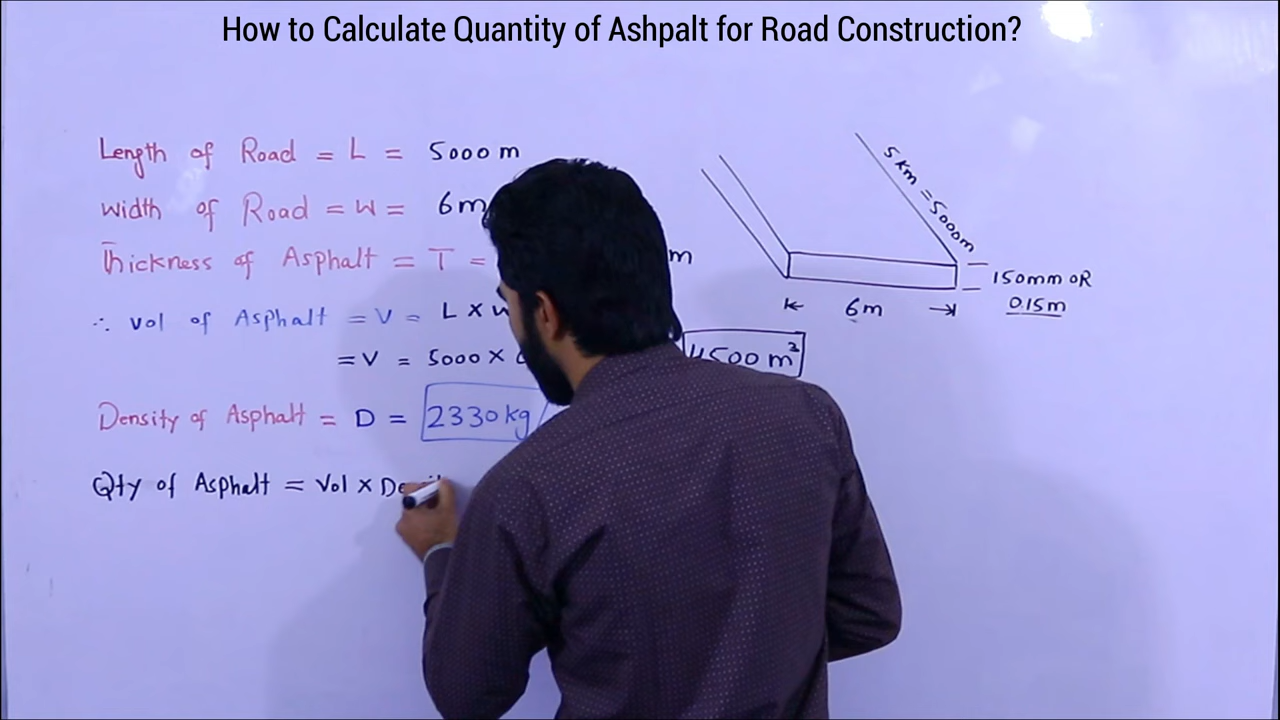 How to Calculate Quantity of Ashpalt for Road Construction?
Length of Road = L = 5000 m
Width of Road = W = 6m
Thickness of Asphalt = T = m
∴ Vol of Asphalt = V = L X W
= V = 5000 X 4500 m³
Density of Asphalt = D = 2330 kg/
Qty of Asphalt = Vol X
5 Km = 5000m
150mm OR
0.15m
6m